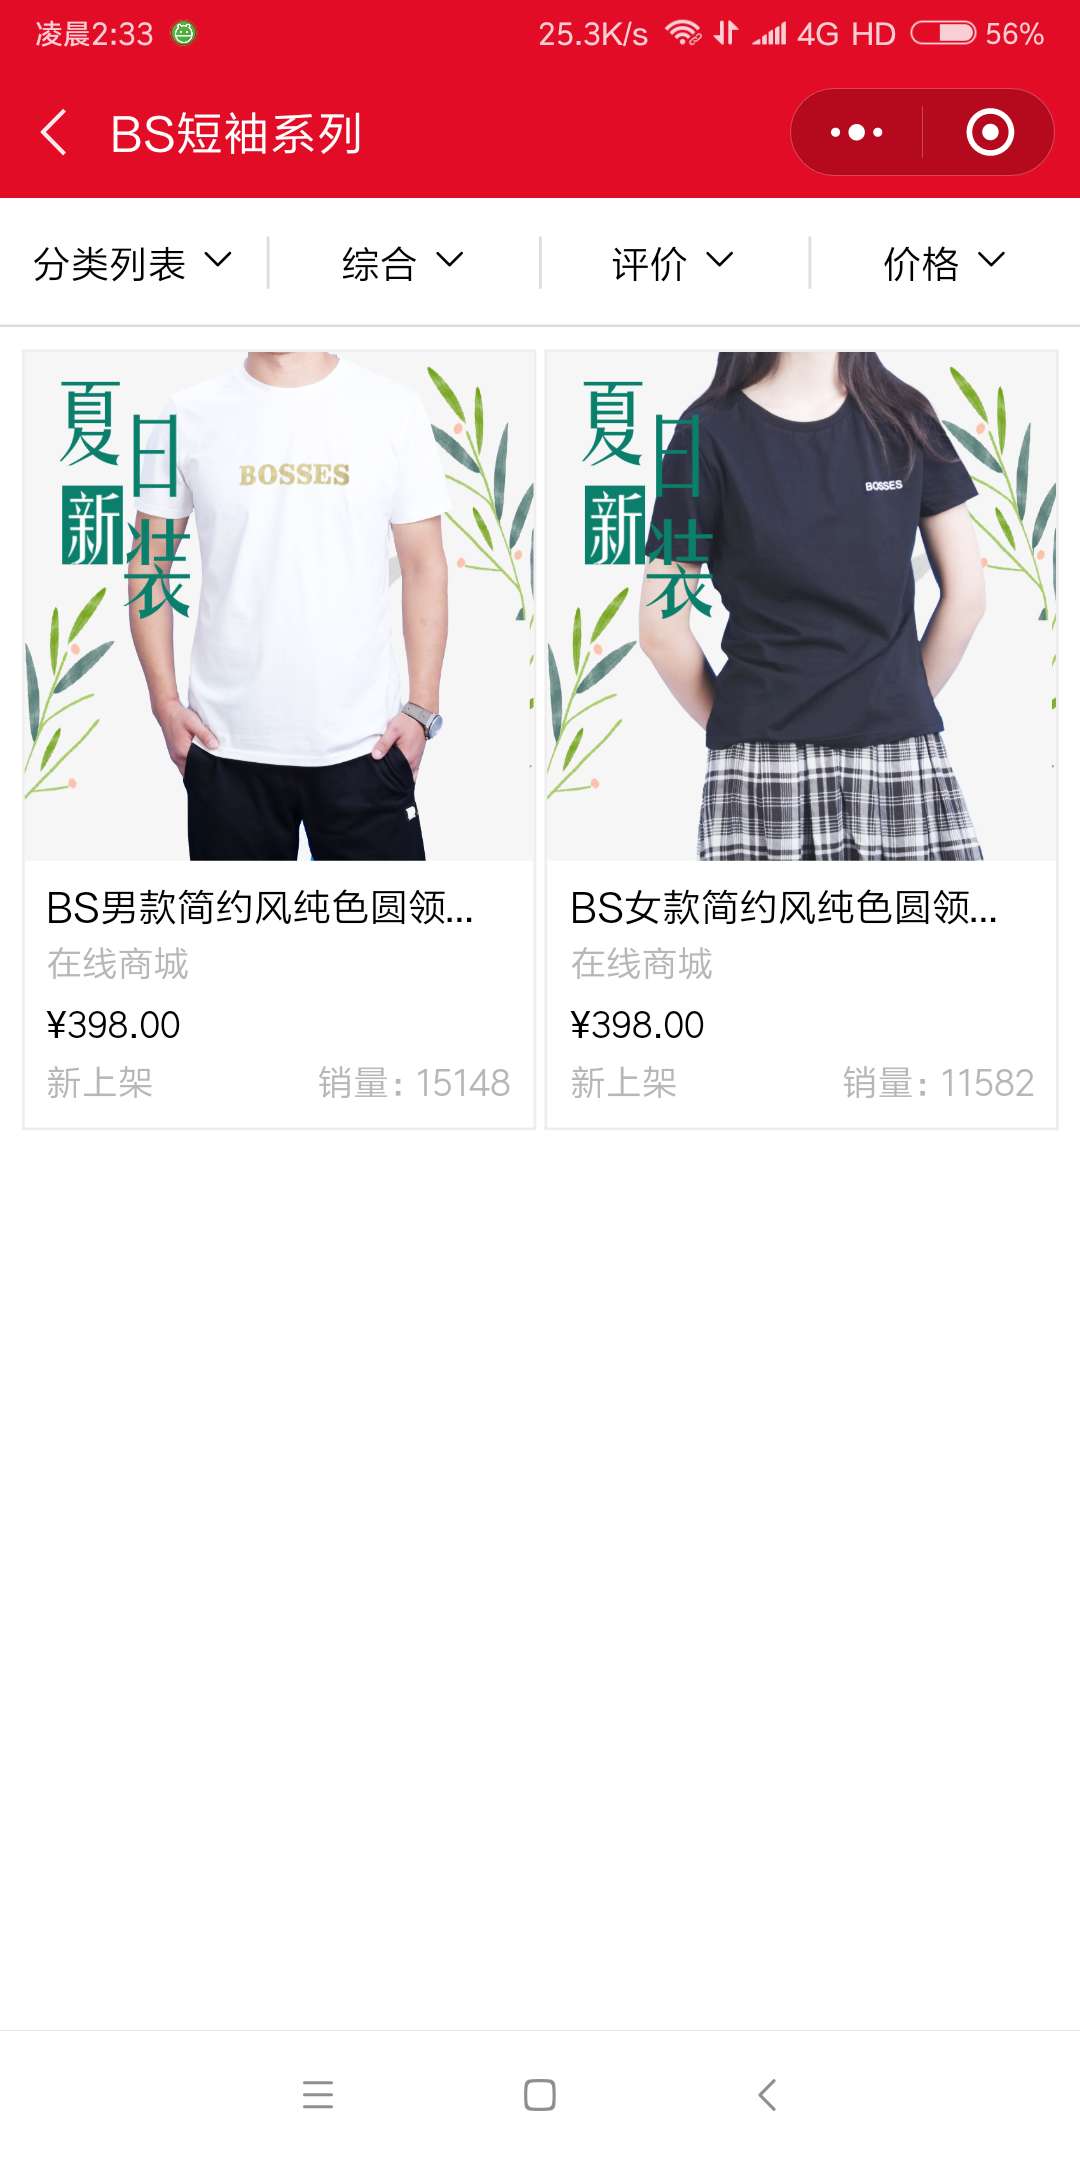 凌晨2:33 25.3K/s 4G HD 56%
BS短袖系列
分类列表 综合 评价 价格
夏日
新装
BOSSES
夏日
新装
BOSSES
BS男款简约风纯色圆领...
在线商城
¥398.00
新上架 销量: 15148
BS女款简约风纯色圆领...
在线商城
¥398.00
新上架 销量: 11582